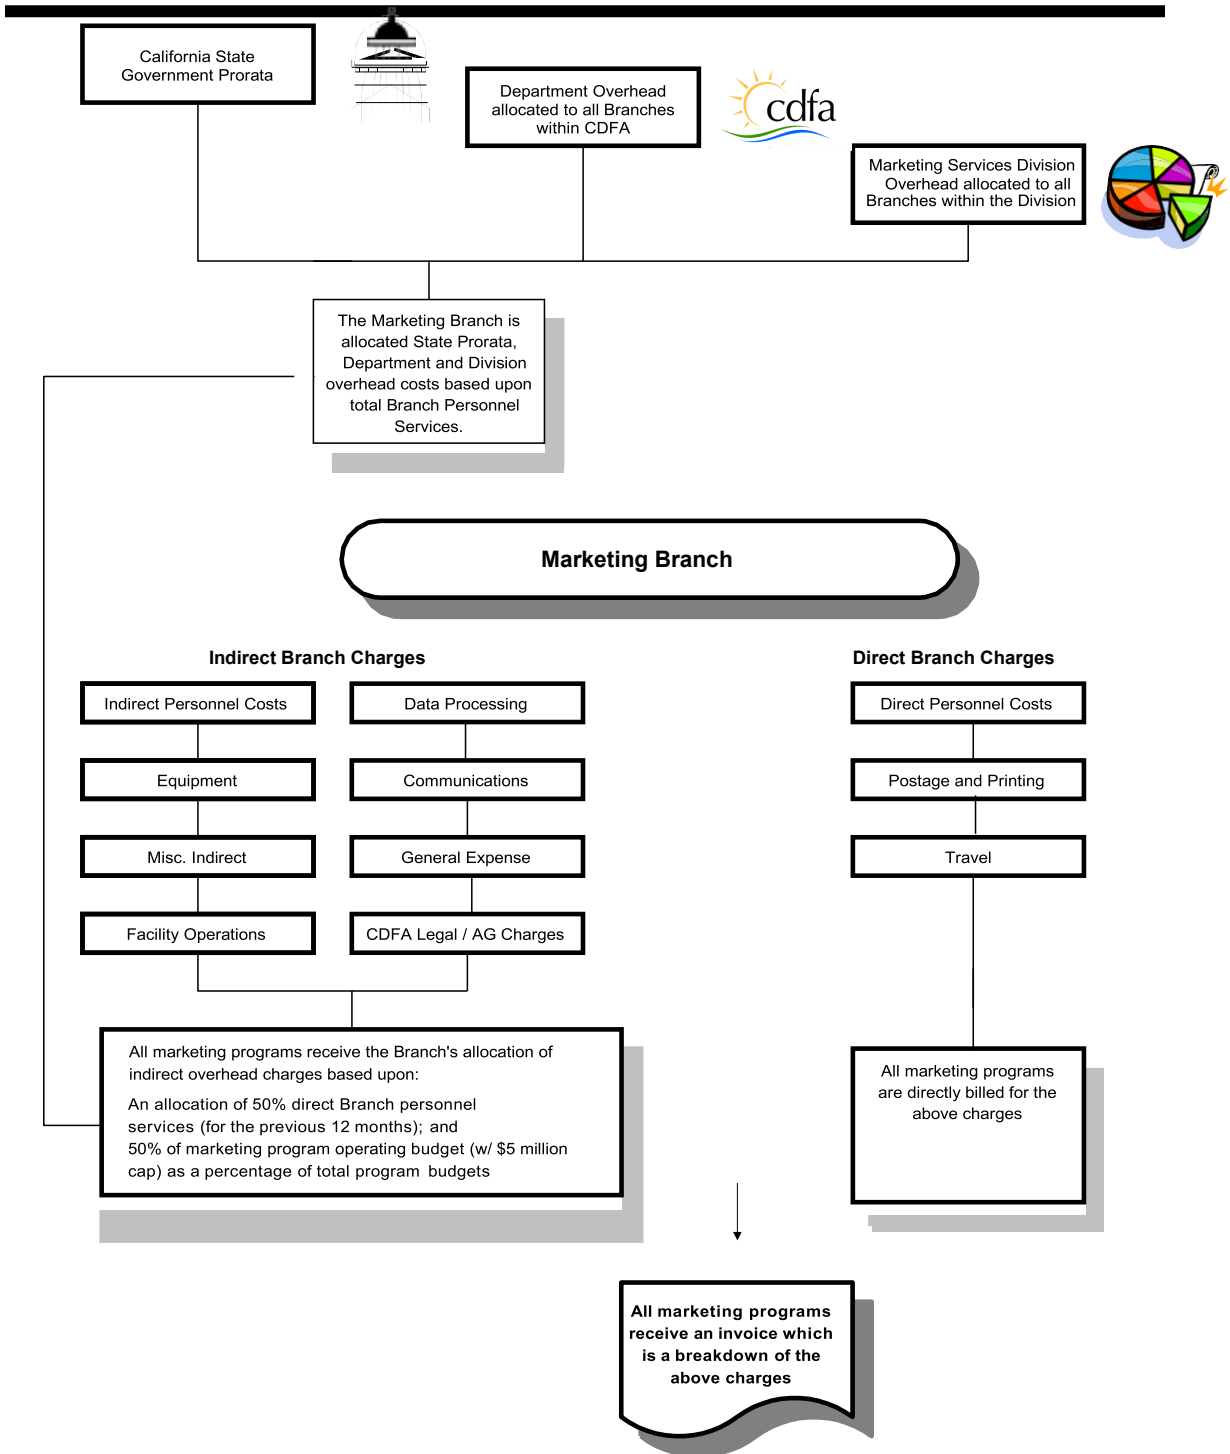 California State
Government Prorata
Department Overhead
allocated to all Branches
within CDFA
cdfa
Marketing Services Division
Overhead allocated to all
Branches within the Division
The Marketing Branch is
allocated State Prorata,
Department and Division
overhead costs based upon
total Branch Personnel
Services.
Marketing Branch
Indirect Branch Charges
Direct Branch Charges
Indirect Personnel Costs
Data Processing
Direct Personnel Costs
Equipment
Communications
Postage and Printing
Misc. Indirect
General Expense
Travel
Facility Operations
CDFA Legal / AG Charges
All marketing programs receive the Branch's allocation of
indirect overhead charges based upon:
An allocation of 50% direct Branch personnel
services (for the previous 12 months); and
50% of marketing program operating budget (w/ $5 million
cap) as a percentage of total program budgets
All marketing programs
are directly billed for the
above charges
All marketing programs
receive an invoice which
is a breakdown of the
above charges